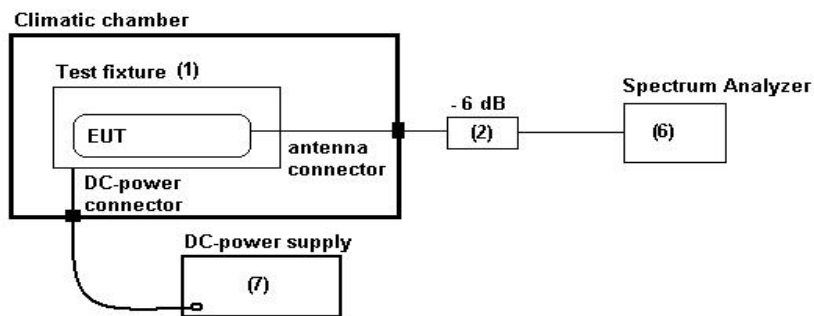 Climatic chamber
Test fixture (1)
EUT
antenna
connector
DC-power
connector
- 6 dB
(2)
Spectrum Analyzer
(6)
DC-power supply
(7)